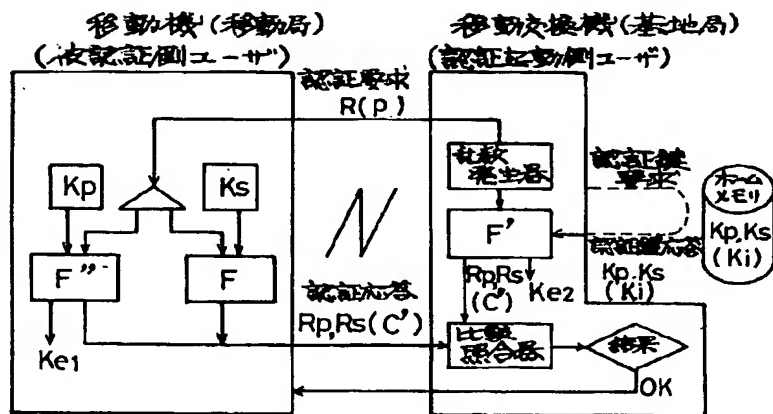 移動機(移動局)
(被認証側ユーザ)
移動交換機(基地局)
(認証起動側ユーザ)
認証要求
R(P)
乱数
発生器
認証鍵
要求
ホーム
メモリ
Kp,Ks
(Ki)
Kp
Ks
F'
F''
F
認証鍵応答
Kp,Ks
(Ki)
Rp,Rs
(C')
Ke2
認証応答
Rp,Rs(C')
Ke1
比較
照合器
結果
OK